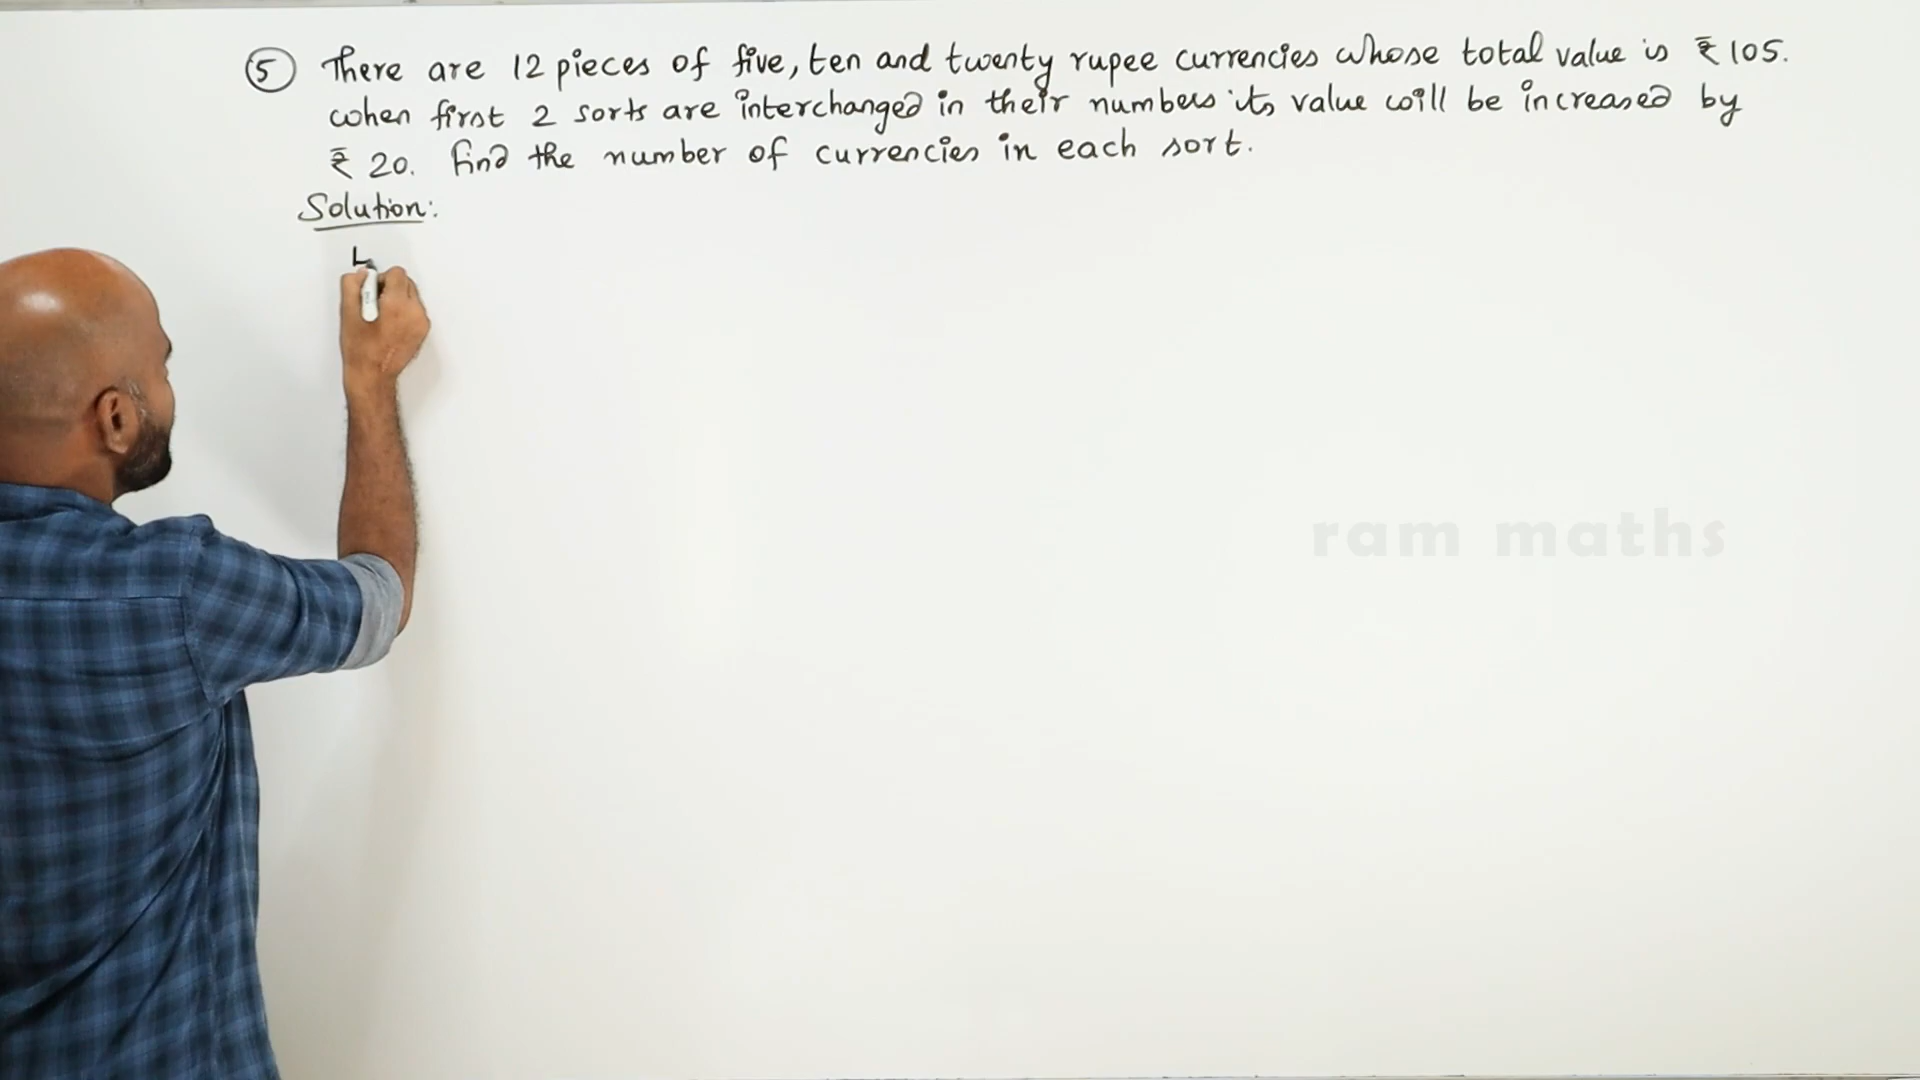 5 There are 12 pieces of five, ten and twenty rupee currencies whose total value is ₹ 105.
when first 2 sorts are interchanged in their numbers its value will be increased by
₹ 20. Find the number of currencies in each sort.
Solution:
L
ram maths